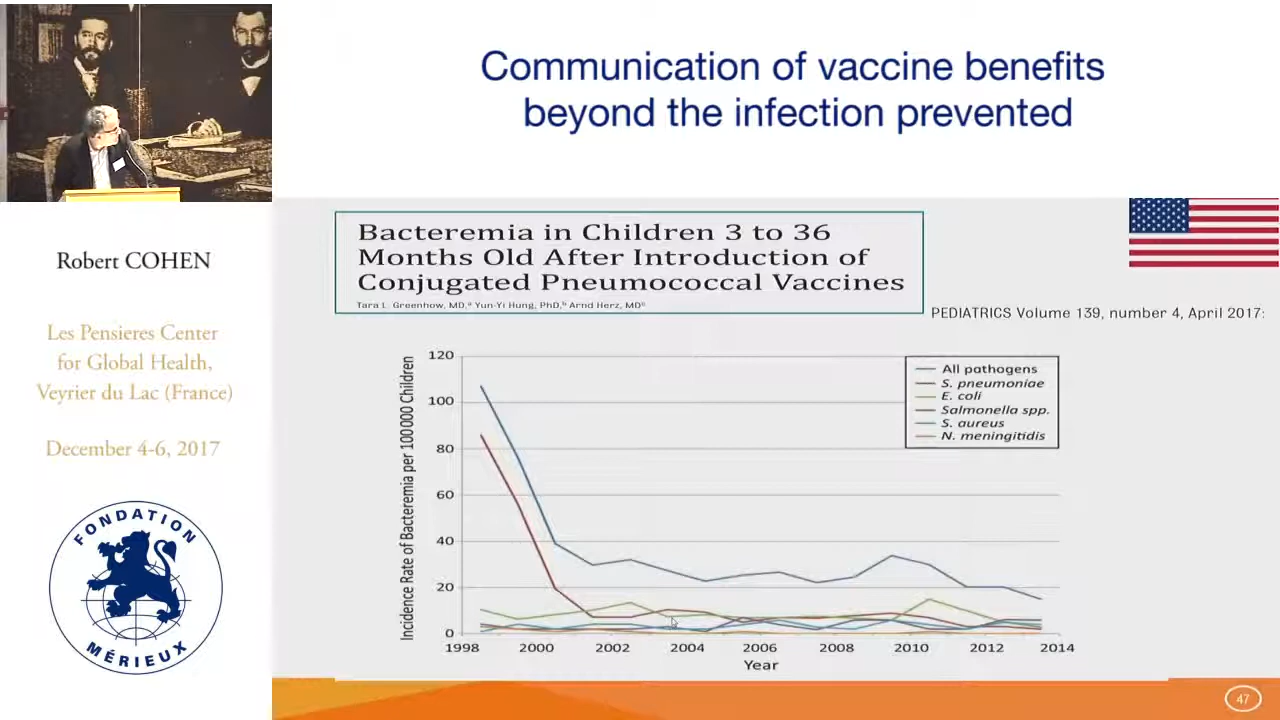 Communication of vaccine benefits
beyond the infection prevented
Robert COHEN
Les Pensieres Center
for Global Health,
Veyrier du Lac (France)
December 4-6, 2017
FONDATION
MÉRIEUX
Bacteremia in Children 3 to 36
Months Old After Introduction of
Conjugated Pneumococcal Vaccines
Tara L. Greenhow, MD,ª Yun-Yi Hung, PhD,ᵇ Arnd Herz, MDᵇ
PEDIATRICS Volume 139, number 4, April 2017:
Incidence Rate of Bacteremia per 100 000 Children
120
100
80
60
40
20
0
All pathogens
S. pneumoniae
E. coli
Salmonella spp.
S. aureus
N. meningitidis
1998 2000 2002 2004 2006 2008 2010 2012 2014
Year
47